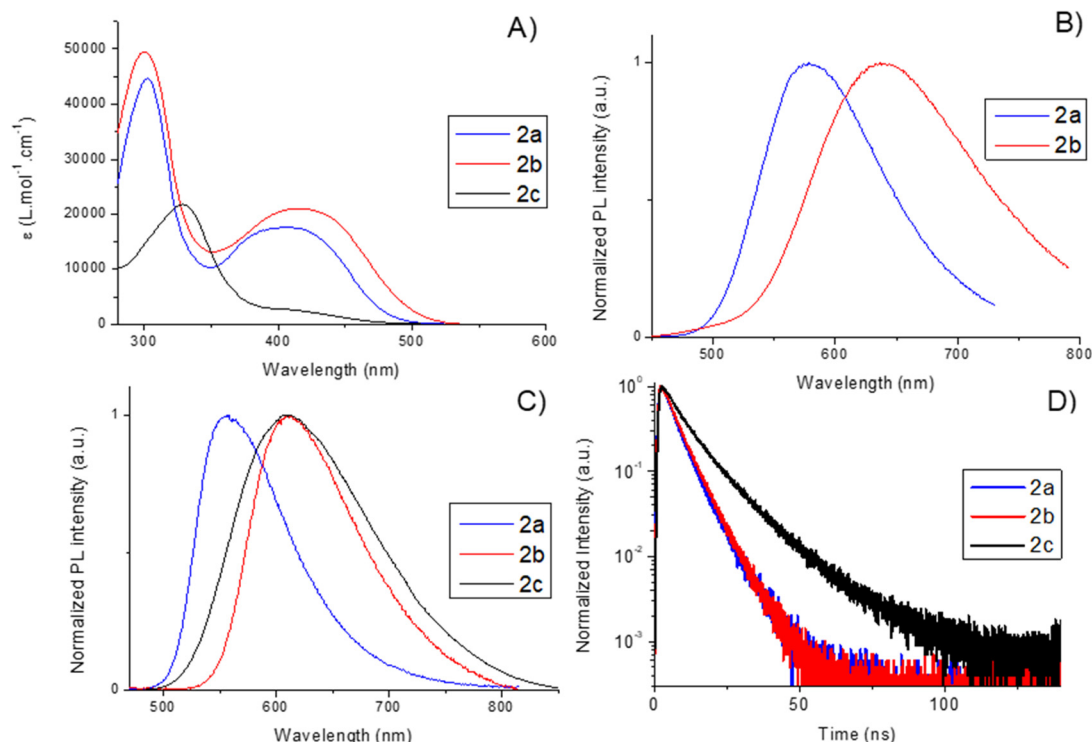 A)
50000
40000
30000
20000
10000
0
ε (L.mol⁻¹.cm⁻¹)
2a
2b
2c
300
400
500
600
Wavelength (nm)
B)
1
0
Normalized PL intensity (a.u.)
2a
2b
500
600
700
800
Wavelength (nm)
C)
1
0
Normalized PL intensity (a.u.)
2a
2b
2c
500
600
700
800
Wavelength (nm)
D)
10⁰
10⁻¹
10⁻²
10⁻³
Normalized Intensity (a.u.)
2a
2b
2c
0
50
100
Time (ns)